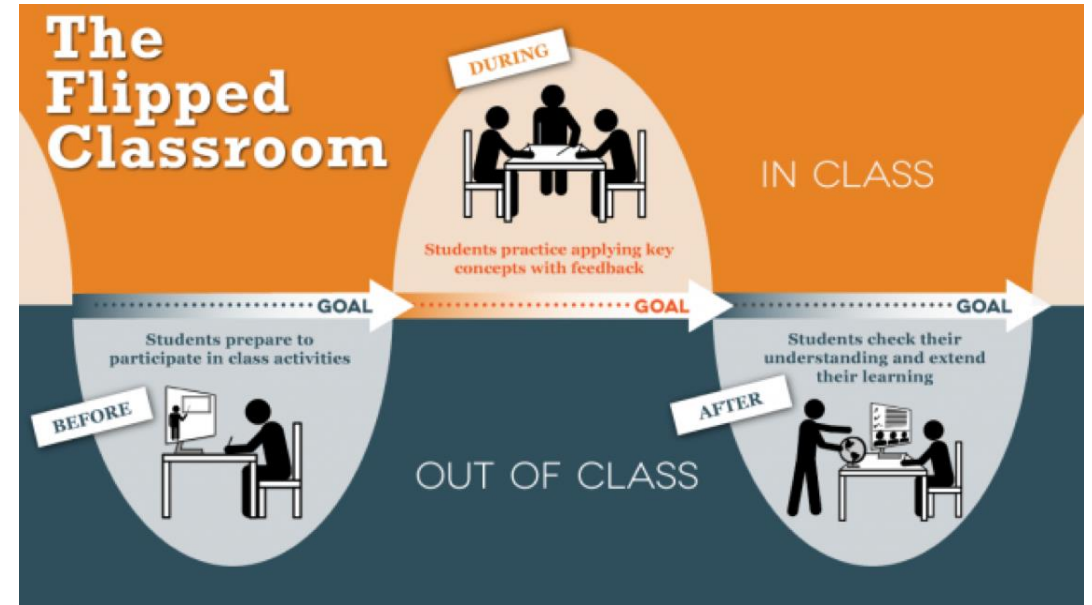 The
Flipped
Classroom
DURING
IN CLASS
Students practice applying key
concepts with feedback
GOAL
GOAL
GOAL
Students prepare to
participate in class activities
BEFORE
OUT OF CLASS
Students check their
understanding and extend
their learning
AFTER